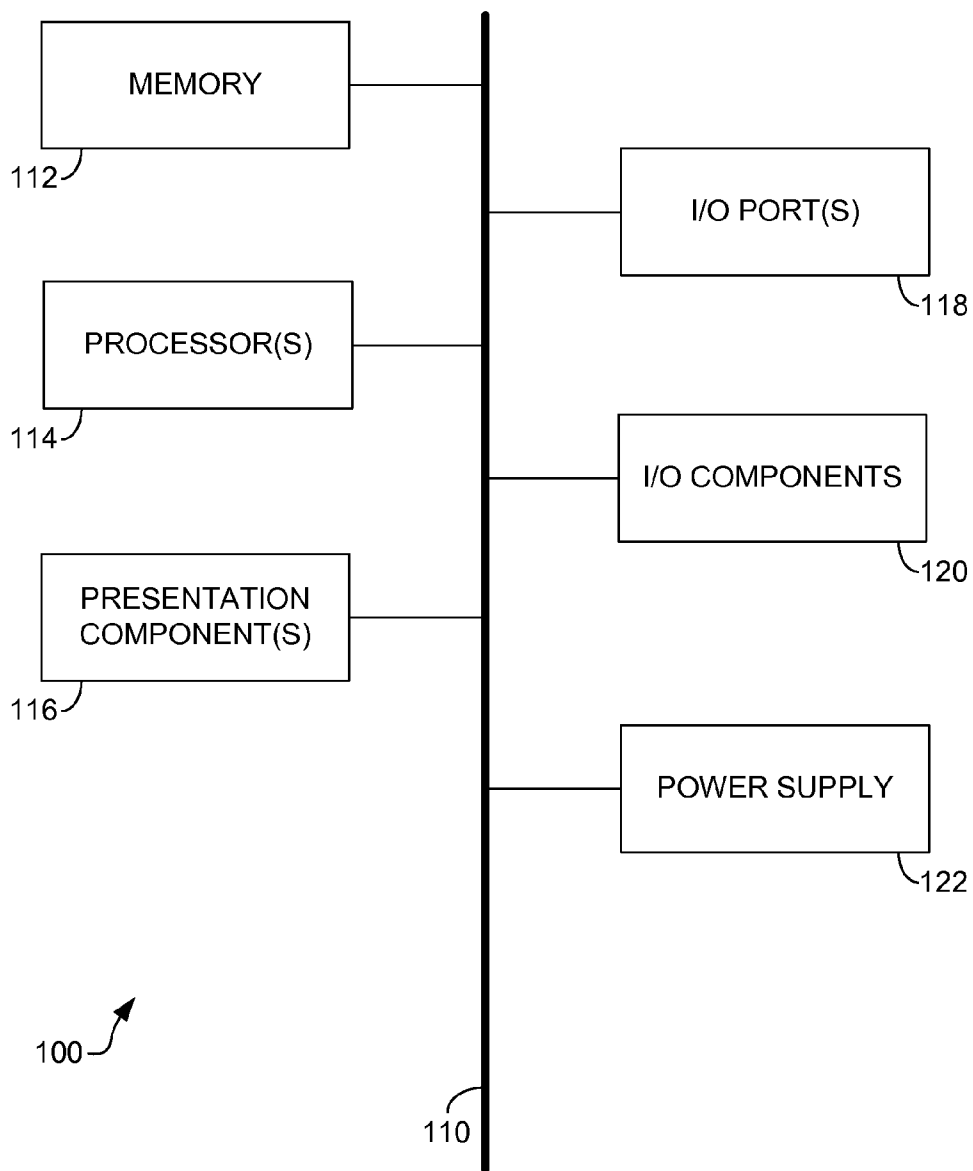 MEMORY
112
I/O PORT(S)
118
PROCESSOR(S)
114
I/O COMPONENTS
120
PRESENTATION
COMPONENT(S)
116
POWER SUPPLY
122
100
110